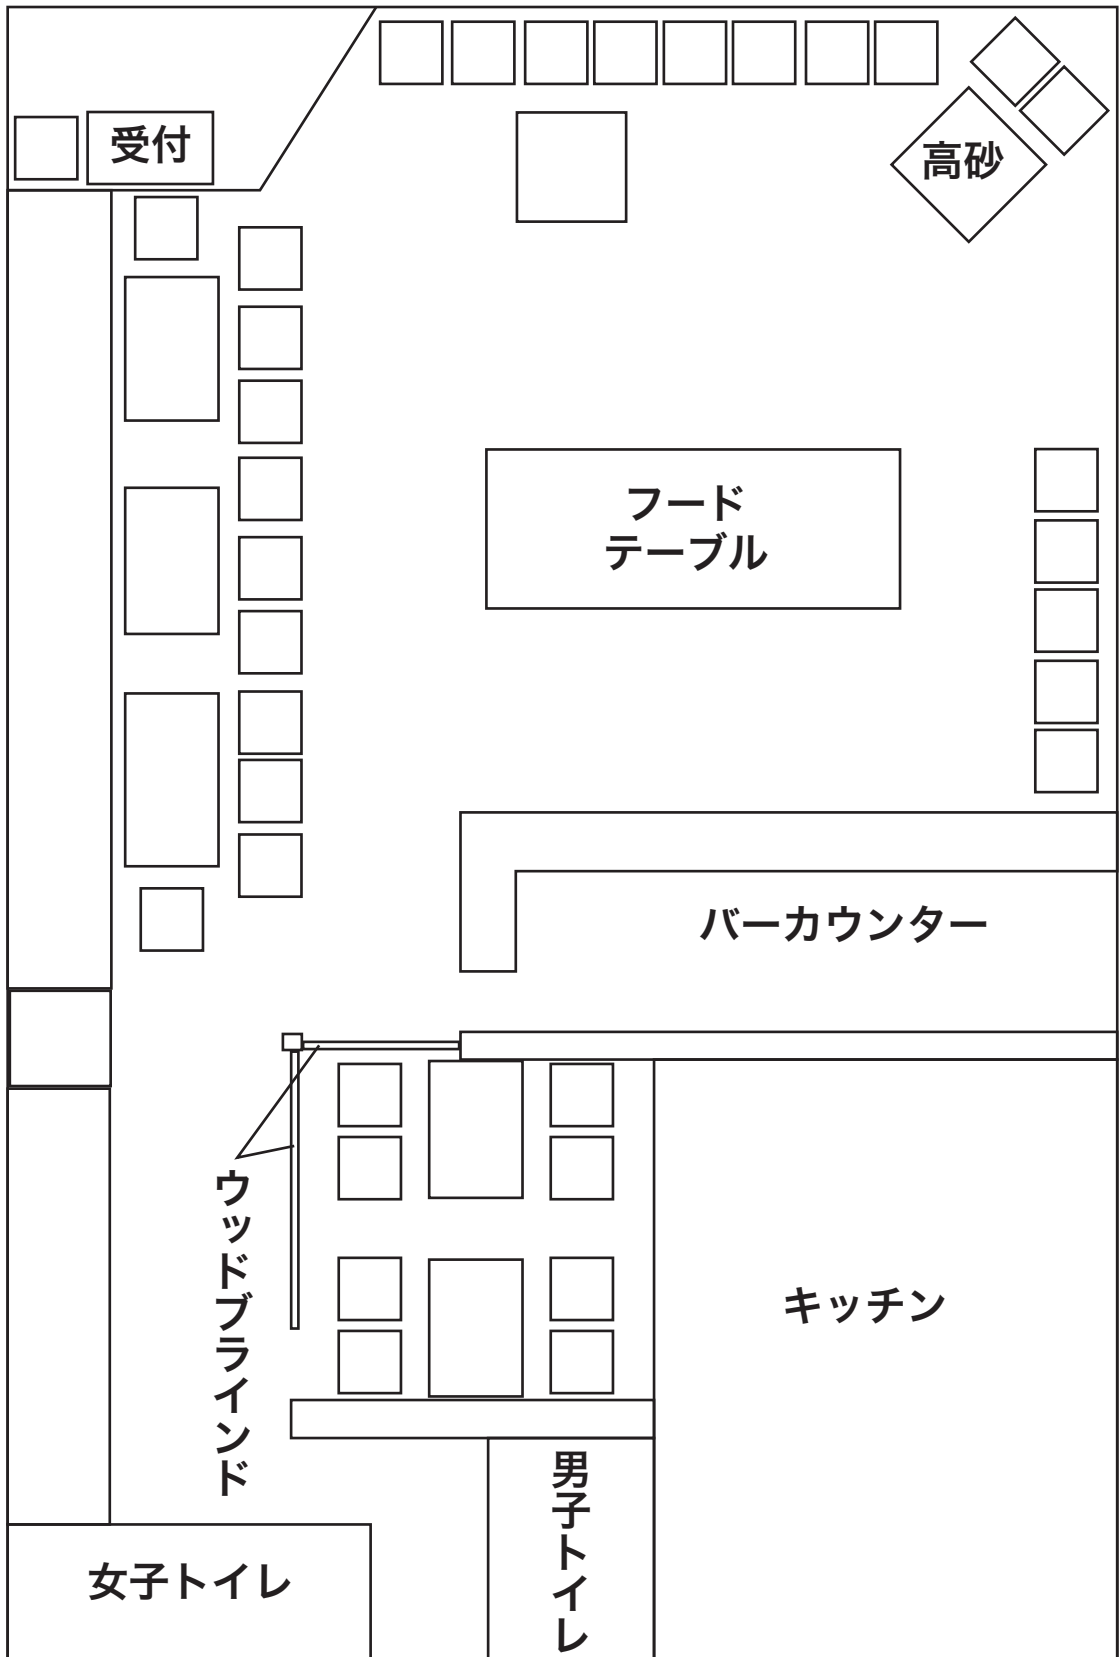 受付
高砂
フード
テーブル
バーカウンター
ウッドブラインド
キッチン
男子トイレ
女子トイレ